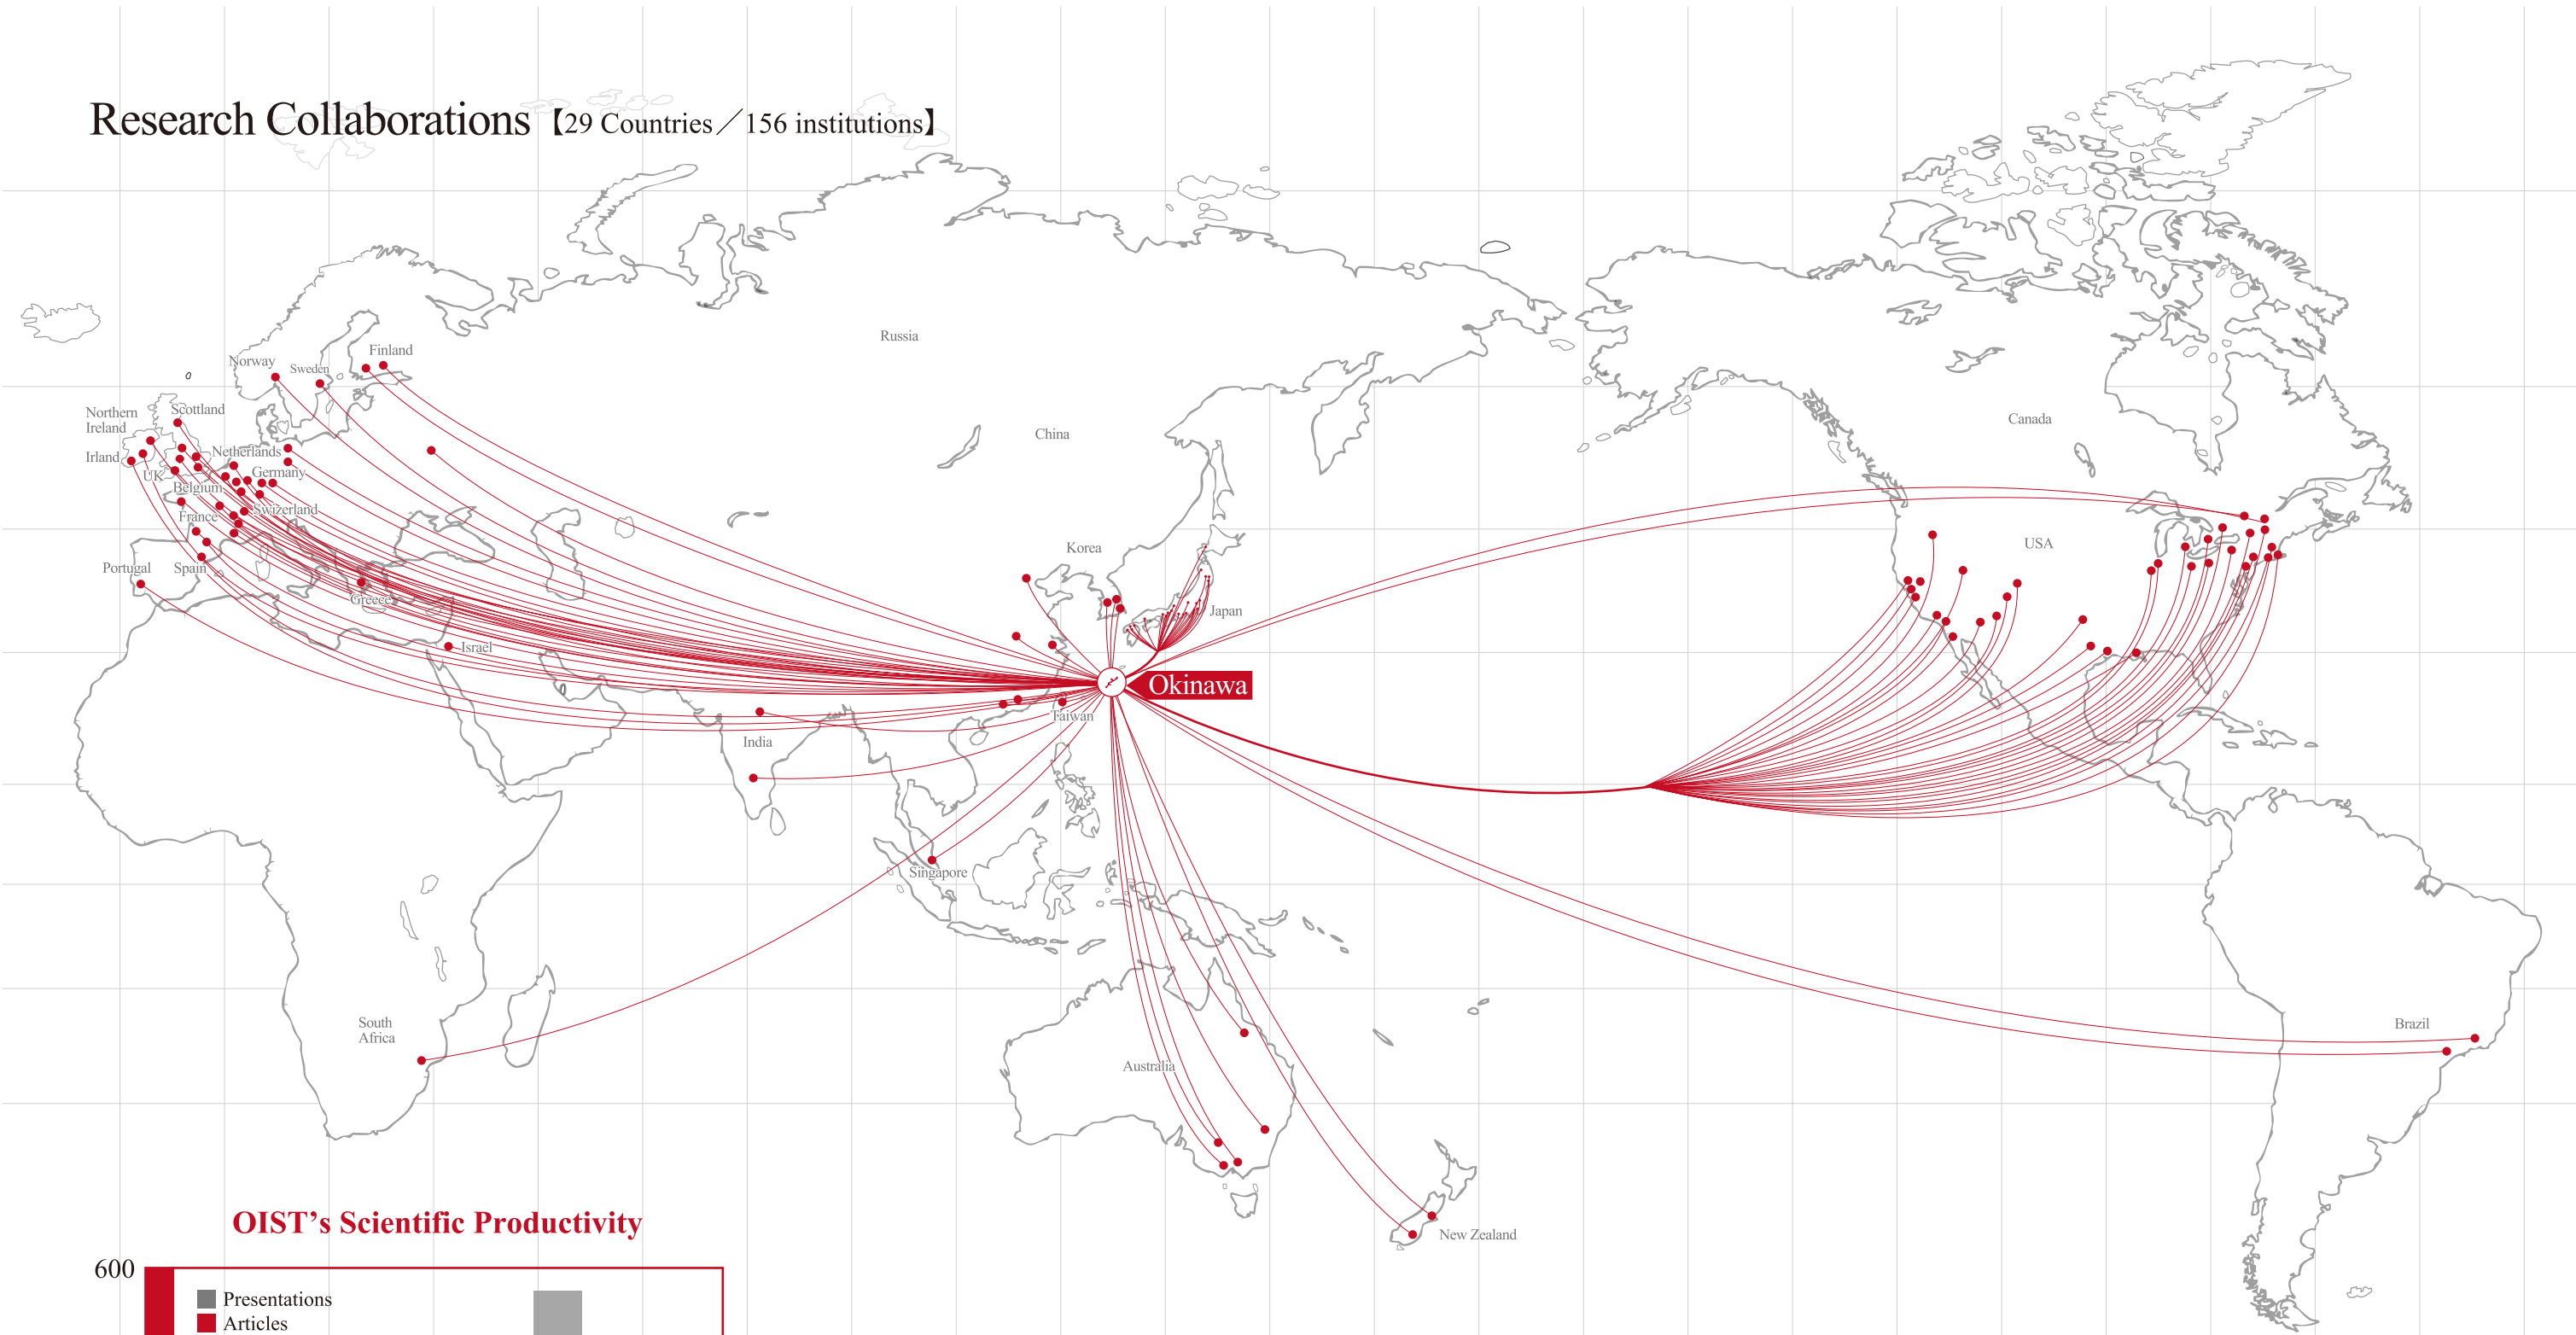 Research Collaborations【29 Countries／156 institutions】
Russia
Finland
Norway
Sweden
Northern
Ireland
Scottland
Canada
China
Irland
Netherlands
UK
Germany
Belgium
France
Swizerland
USA
Korea
Portugal
Spain
Greece
Japan
Israel
Okinawa
Taiwan
India
Singapore
South
Africa
Brazil
Australia
New Zealand
OIST’s Scientific Productivity
600
Presentations
Articles